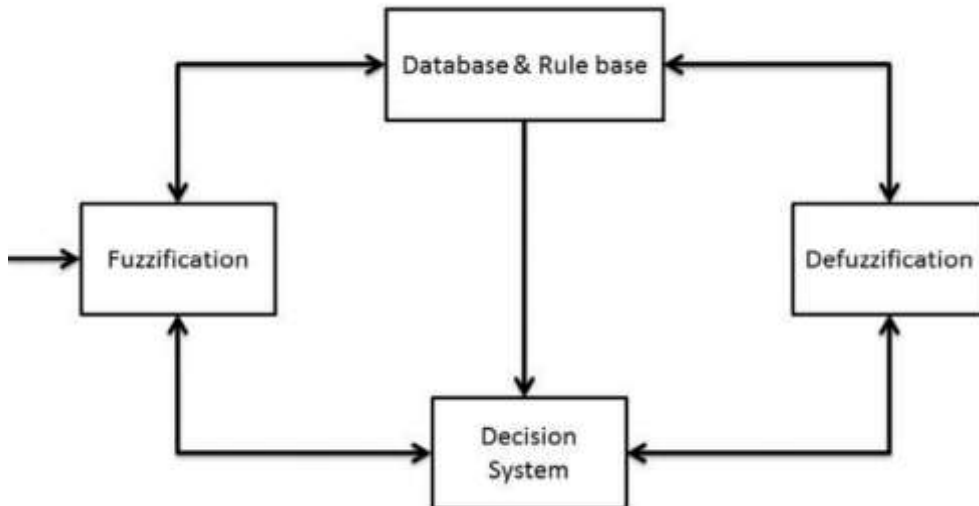 Database & Rule base
Fuzzification
Defuzzification
Decision
System